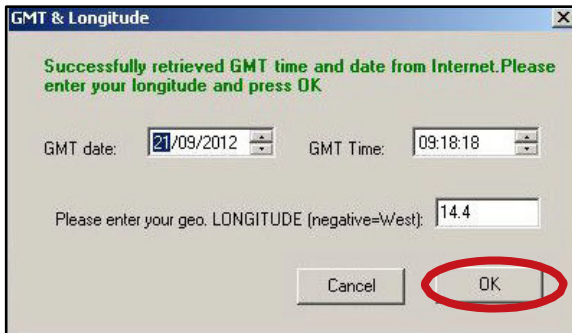 GMT & Longitude
Successfully retrieved GMT time and date from Internet.Please
enter your longitude and press OK
GMT date: 21/09/2012 GMT Time: 09:18:18
Please enter your geo. LONGITUDE (negative=West): 14.4
Cancel OK